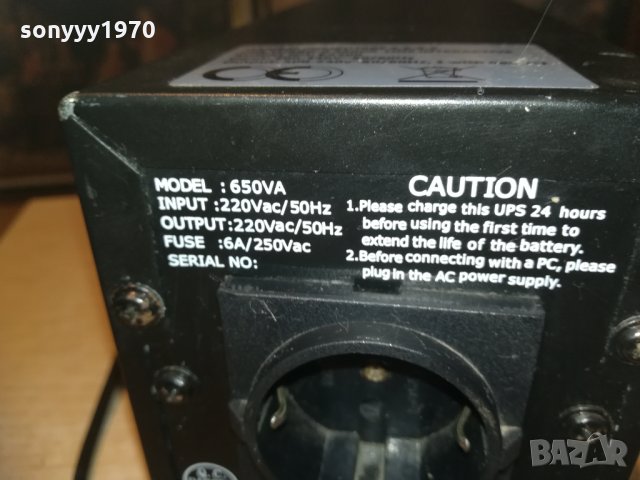 sonyyy1970
CE
MODEL : 650VA
INPUT : 220Vac/50Hz
OUTPUT:220Vac/50Hz
FUSE : 6A/250Vac
SERIAL NO:
CAUTION
1.Please charge this UPS 24 hours
before using the first time to
extend the life of the battery.
2.Before connecting with a PC, please
plug in the AC power supply.
BAZAR